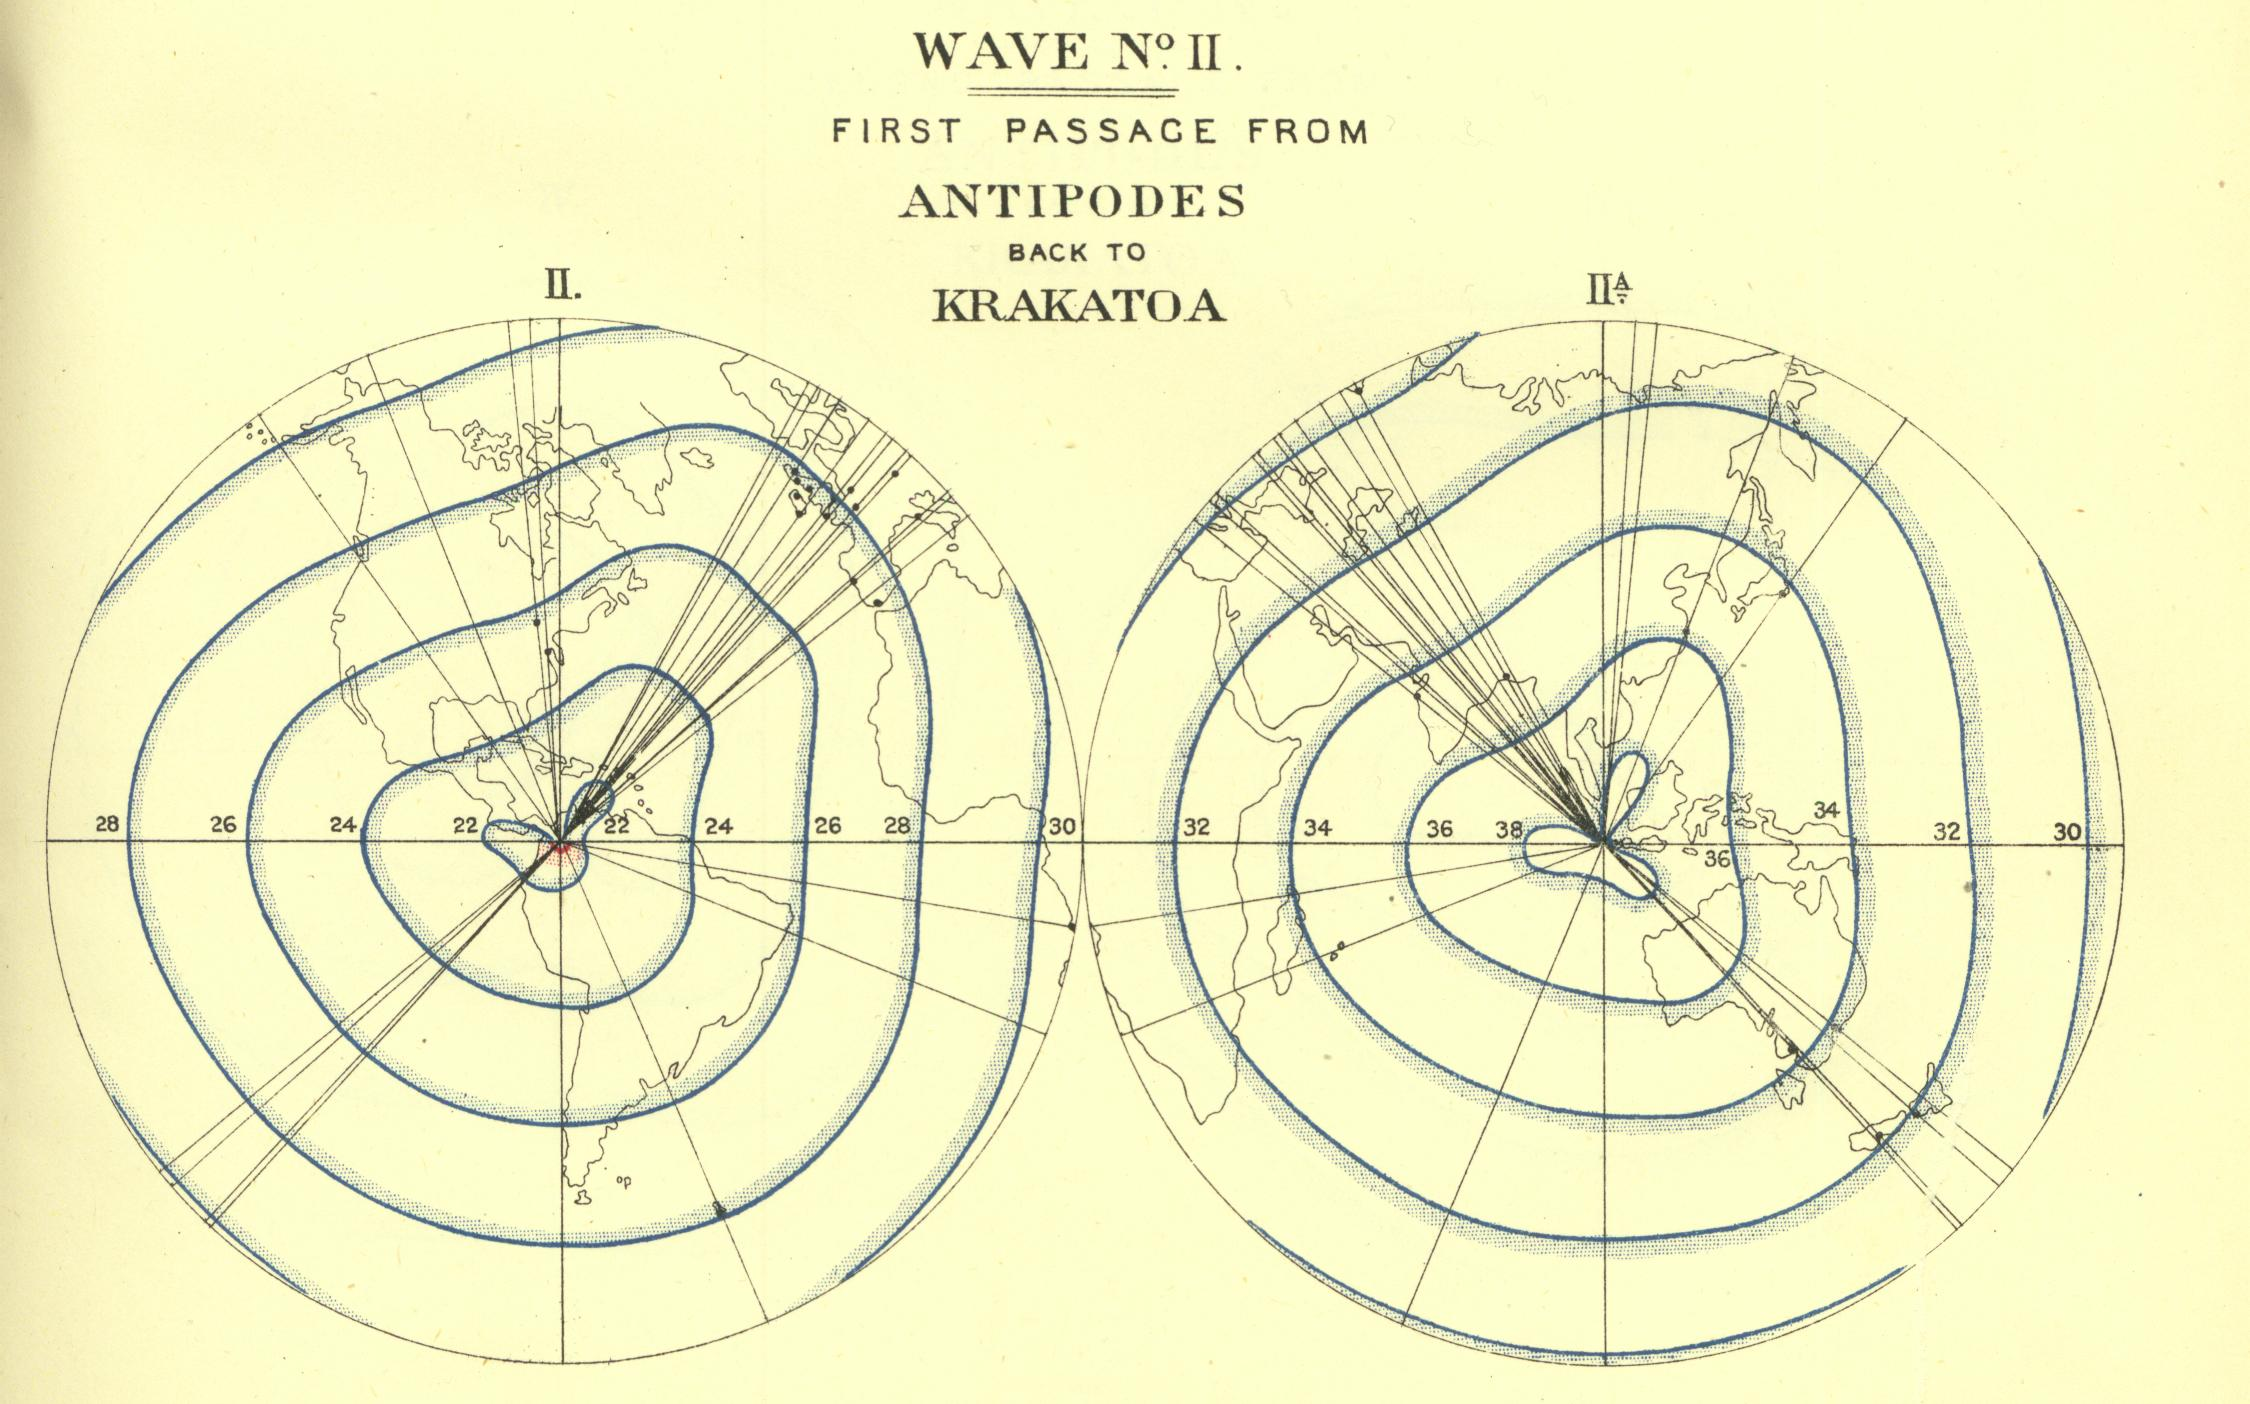 WAVE Nº II.
FIRST PASSAGE FROM
ANTIPODES
BACK TO
KRAKATOA
II.
IIA.
28 26 24 22 22 24 26 28 30
32 34 36 38 36 34 32 30